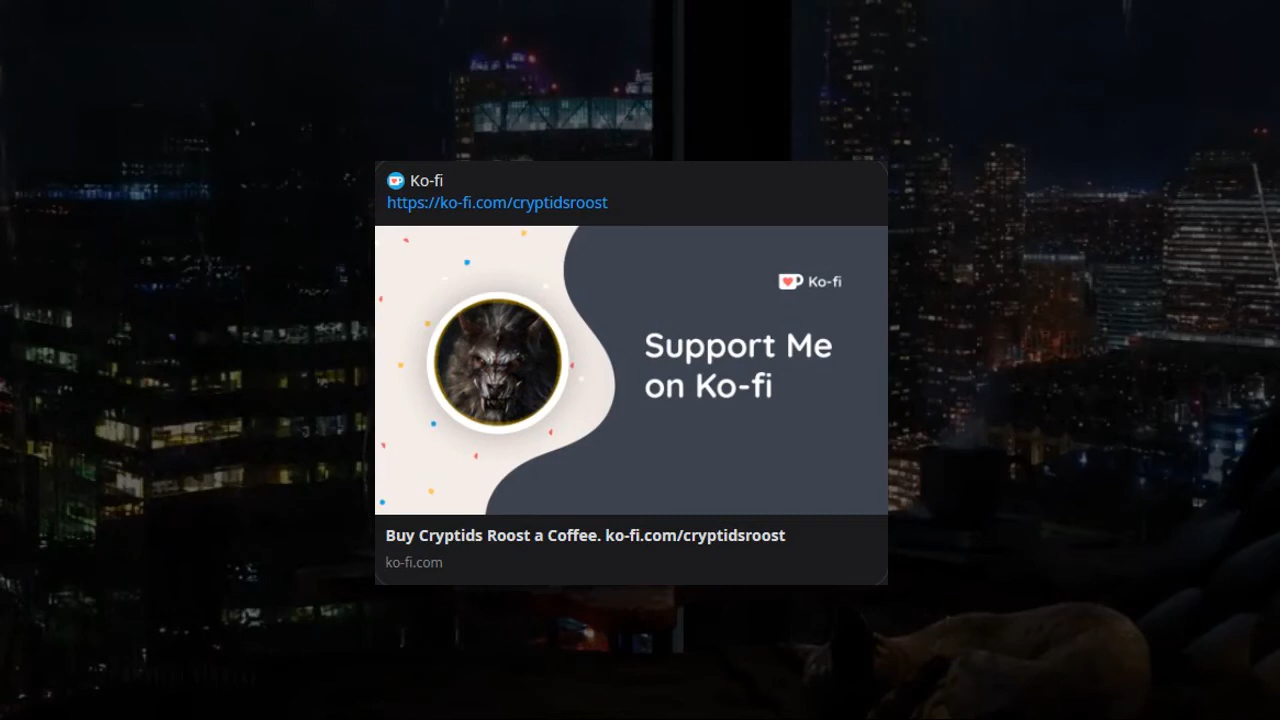 Ko-fi
https://ko-fi.com/cryptidsroost
Ko-fi
Support Me
on Ko-fi
Buy Cryptids Roost a Coffee. ko-fi.com/cryptidsroost
ko-fi.com